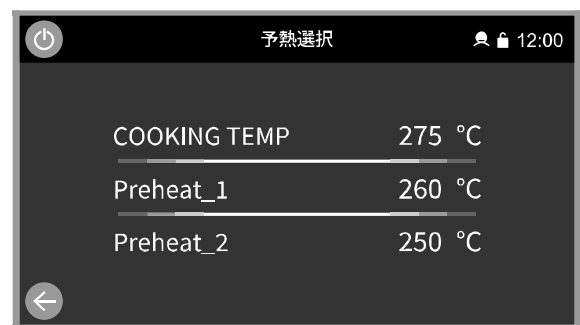 予熱選択 12:00
COOKING TEMP 275 °C
Preheat_1 260 °C
Preheat_2 250 °C